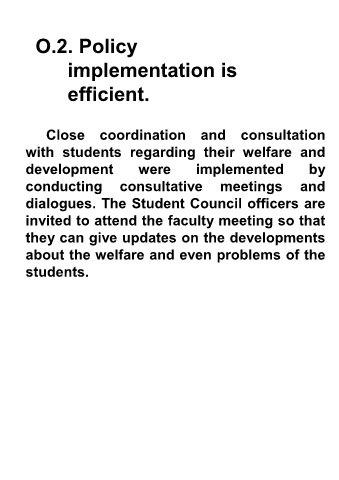 O.2. Policy
implementation is
efficient.
Close coordination and consultation
with students regarding their welfare and
development were implemented by
conducting consultative meetings and
dialogues. The Student Council officers are
invited to attend the faculty meeting so that
they can give updates on the developments
about the welfare and even problems of the
students.